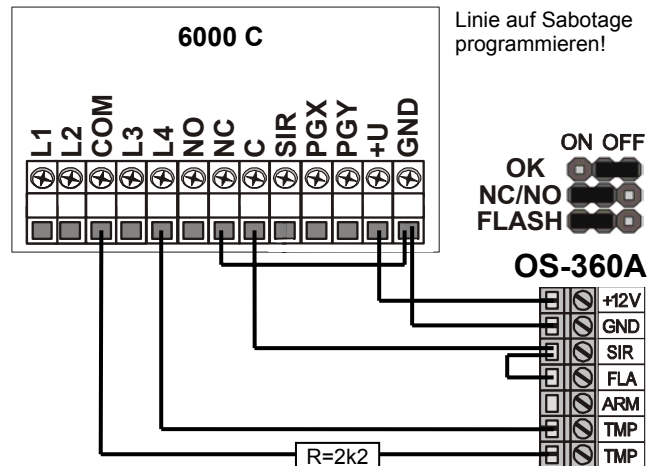 6000 C
Linie auf Sabotage
programmieren!
L1 L2 COM L3 L4 NO NC C SIR PGX PGY +U GND
ON OFF
OK
NC/NO
FLASH
OS-360A
+12V
GND
SIR
FLA
ARM
TMP
TMP
R=2k2